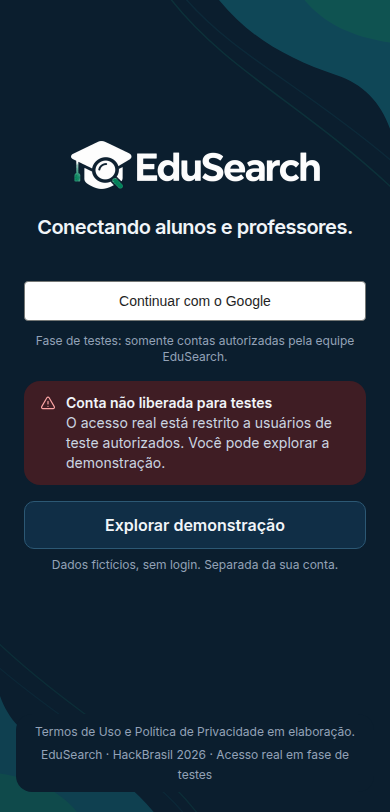 EduSearch
Conectando alunos e professores.
Continuar com o Google
Fase de testes: somente contas autorizadas pela equipe
EduSearch.
Conta não liberada para testes
O acesso real está restrito a usuários de
teste autorizados. Você pode explorar a
demonstração.
Explorar demonstração
Dados fictícios, sem login. Separada da sua conta.
Termos de Uso e Política de Privacidade em elaboração.
EduSearch · HackBrasil 2026 · Acesso real em fase de
testes